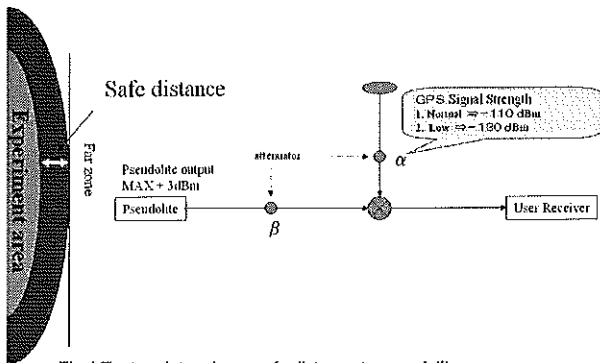 Experiment area
Safe distance
Far zone
Pseudolite output
MAX + 3dBm
Pseudolite
attenuator
β
α
GPS Signal Strength
1. Normal ⇒ -110 dBm
2. Low ⇒ -130 dBm
User Receiver